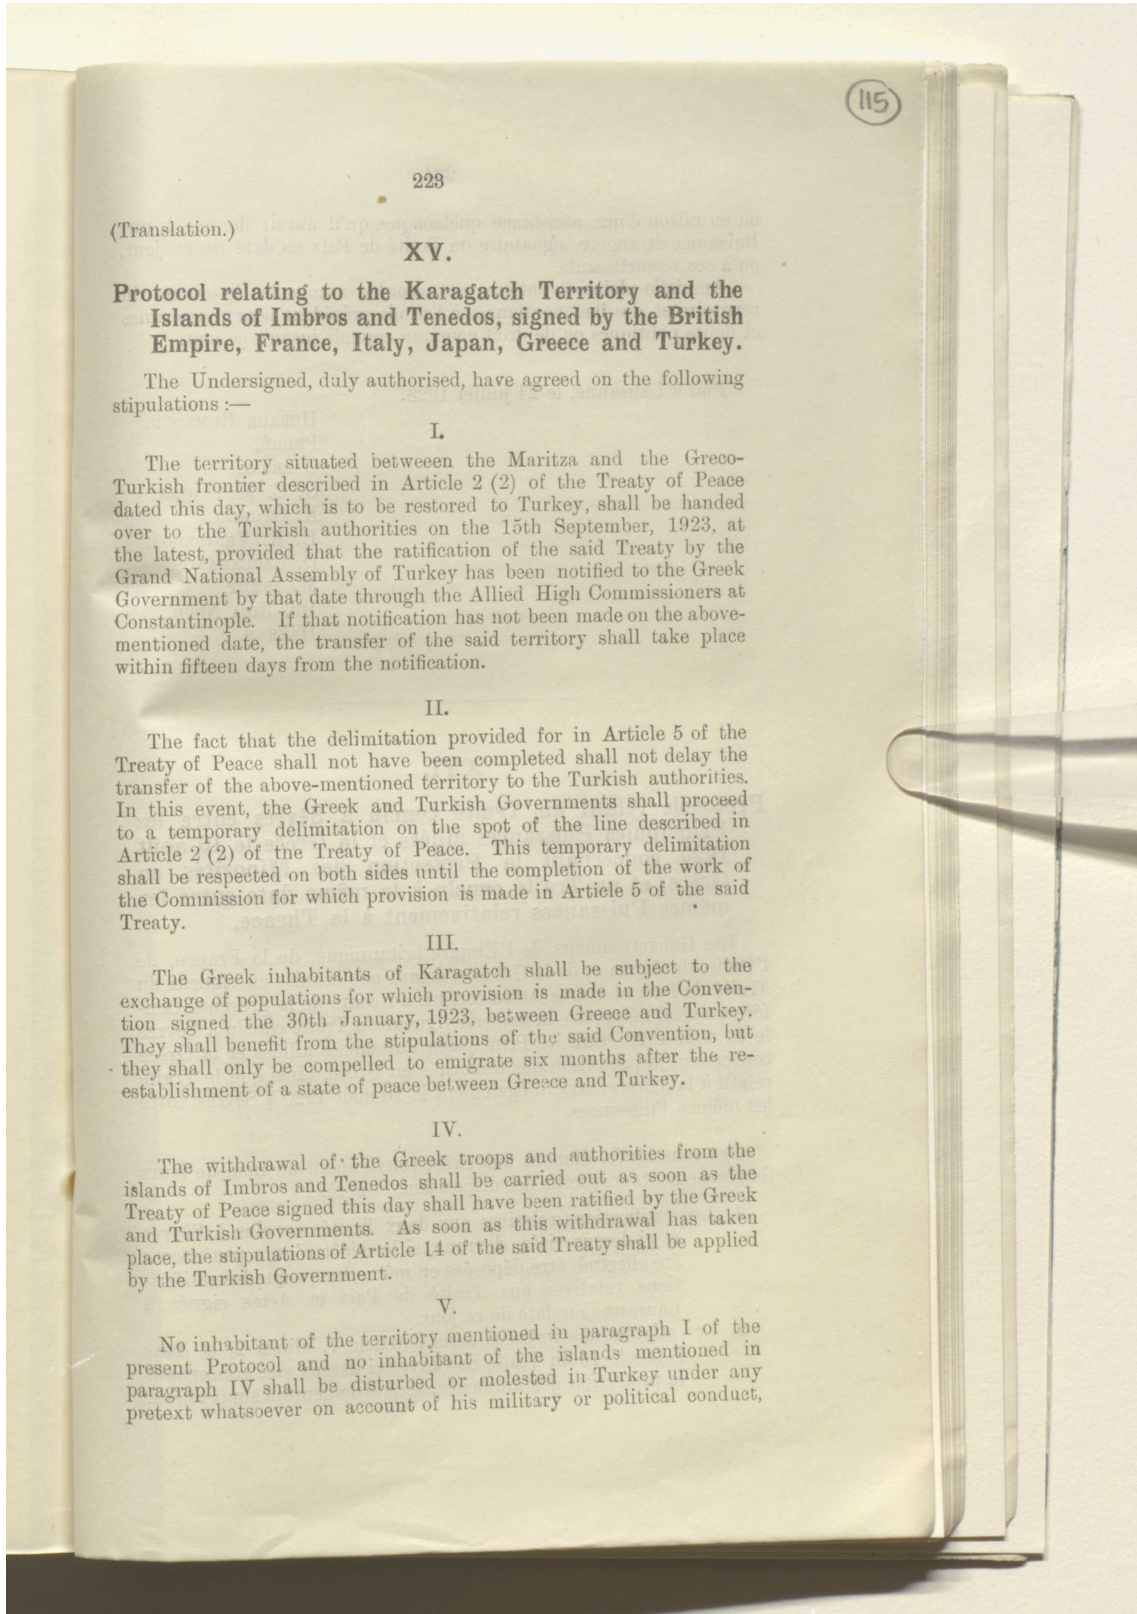 115
223
(Translation.)
XV.
Protocol relating to the Karagatch Territory and the
Islands of Imbros and Tenedos, signed by the British
Empire, France, Italy, Japan, Greece and Turkey.
The Undersigned, duly authorised, have agreed on the following
stipulations :—
I.
The territory situated betweeen the Maritza and the Greco-
Turkish frontier described in Article 2 (2) of the Treaty of Peace
dated this day, which is to be restored to Turkey, shall be handed
over to the Turkish authorities on the 15th September, 1923, at
the latest, provided that the ratification of the said Treaty by the
Grand National Assembly of Turkey has been notified to the Greek
Government by that date through the Allied High Commissioners at
Constantinople. If that notification has not been made on the above-
mentioned date, the transfer of the said territory shall take place
within fifteen days from the notification.
II.
The fact that the delimitation provided for in Article 5 of the
Treaty of Peace shall not have been completed shall not delay the
transfer of the above-mentioned territory to the Turkish authorities.
In this event, the Greek and Turkish Governments shall proceed
to a temporary delimitation on the spot of the line described in
Article 2 (2) of the Treaty of Peace. This temporary delimitation
shall be respected on both sides until the completion of the work of
the Commission for which provision is made in Article 5 of the said
Treaty.
III.
The Greek inhabitants of Karagatch shall be subject to the
exchange of populations for which provision is made in the Conven-
tion signed the 30th January, 1923, between Greece and Turkey.
They shall benefit from the stipulations of the said Convention, but
they shall only be compelled to emigrate six months after the re-
establishment of a state of peace between Greece and Turkey.
IV.
The withdrawal of the Greek troops and authorities from the
islands of Imbros and Tenedos shall be carried out as soon as the
Treaty of Peace signed this day shall have been ratified by the Greek
and Turkish Governments. As soon as this withdrawal has taken
place, the stipulations of Article 14 of the said Treaty shall be applied
by the Turkish Government.
V.
No inhabitant of the territory mentioned in paragraph I of the
present Protocol and no inhabitant of the islands mentioned in
paragraph IV shall be disturbed or molested in Turkey under any
pretext whatsoever on account of his military or political conduct,